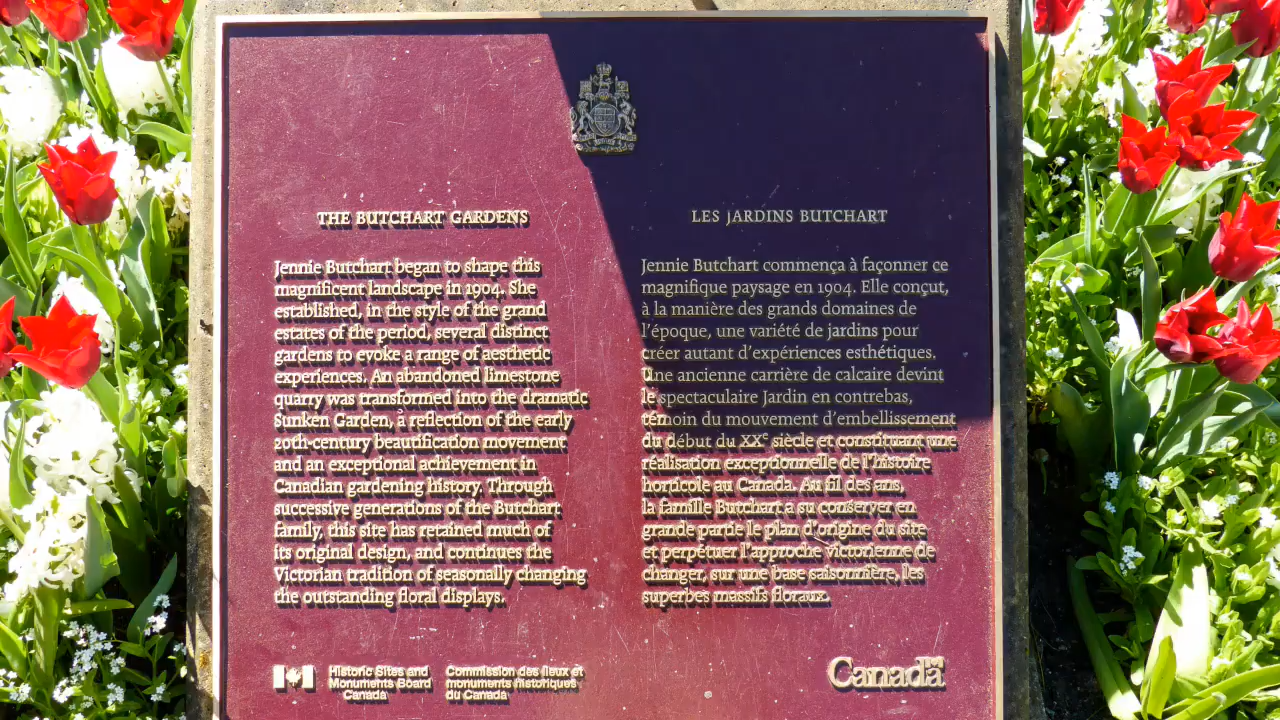 THE BUTCHART GARDENS
Jennie Butchart began to shape this
magnificent landscape in 1904. She
established, in the style of the grand
estates of the period, several distinct
gardens to evoke a range of aesthetic
experiences. An abandoned limestone
quarry was transformed into the dramatic
Sunken Garden, a reflection of the early
20th-century beautification movement
and an exceptional achievement in
Canadian gardening history. Through
successive generations of the Butchart
family, this site has retained much of
its original design, and continues the
Victorian tradition of seasonally changing
the outstanding floral displays.
LES JARDINS BUTCHART
Jennie Butchart commença à façonner ce
magnifique paysage en 1904. Elle conçut,
à la manière des grands domaines de
l'époque, une variété de jardins pour
créer autant d'expériences esthétiques.
Une ancienne carrière de calcaire devint
le spectaculaire Jardin en contrebas,
témoin du mouvement d'embellissement
du début du XXe siècle et constituant une
réalisation exceptionnelle de l'histoire
horticole au Canada. Au fil des ans,
la famille Butchart a su conserver en
grande partie le plan d'origine du site
et perpétuer l'approche victorienne de
changer, sur une base saisonnière, les
superbes massifs floraux.
Historic Sites and
Monuments Board
Canada
Commission des lieux et
monuments historiques
du Canada
Canada